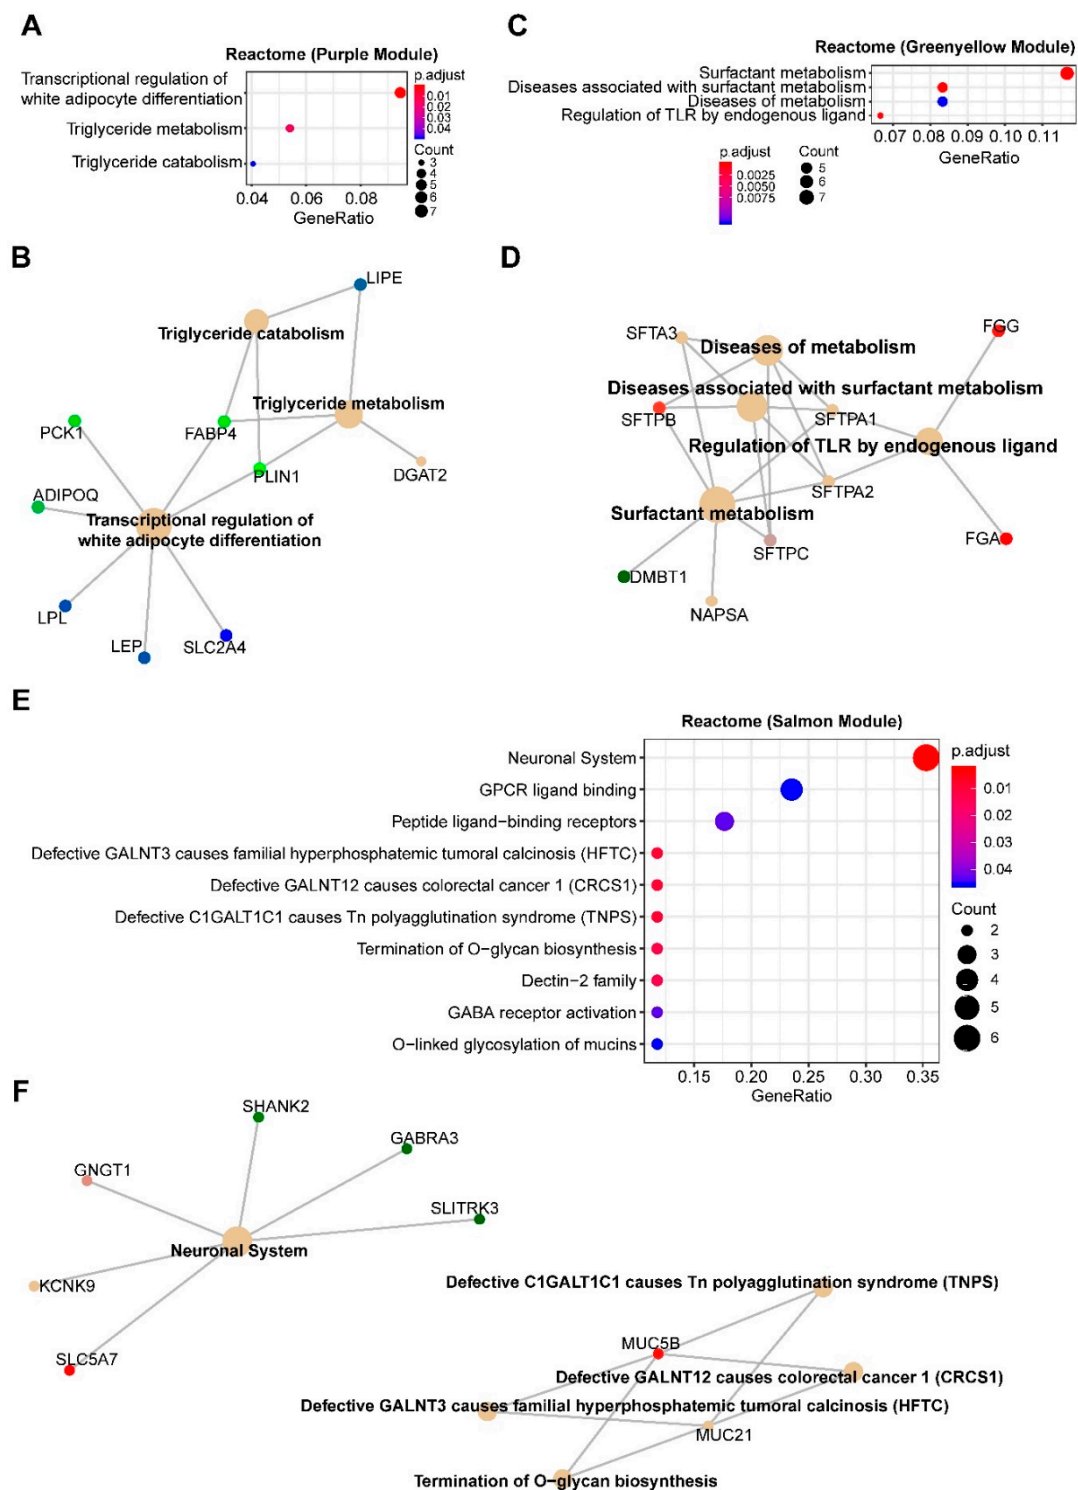 A
Reactome (Purple Module)
Transcriptional regulation of
white adipocyte differentiation
Triglyceride metabolism
Triglyceride catabolism
0.04
0.06
0.08
GeneRatio
p.adjust
0.01
0.02
0.03
0.04
Count
3
4
5
6
7
C
Reactome (Greenyellow Module)
Surfactant metabolism
Diseases associated with surfactant metabolism
Diseases of metabolism
Regulation of TLR by endogenous ligand
0.07
0.08
0.09
0.10
0.11
GeneRatio
p.adjust
0.0025
0.0050
0.0075
Count
5
6
7
B
LIPE
Triglyceride catabolism
Triglyceride metabolism
PCK1
FABP4
PLIN1
DGAT2
ADIPOQ
Transcriptional regulation of
white adipocyte differentiation
LPL
LEP
SLC2A4
D
SFTA3
FGG
Diseases of metabolism
Diseases associated with surfactant metabolism
SFTPB
SFTPA1
Regulation of TLR by endogenous ligand
SFTPA2
Surfactant metabolism
SFTPC
FGA
DMBT1
NAPSA
E
Reactome (Salmon Module)
Neuronal System
GPCR ligand binding
Peptide ligand−binding receptors
Defective GALNT3 causes familial hyperphosphatemic tumoral calcinosis (HFTC)
Defective GALNT12 causes colorectal cancer 1 (CRCS1)
Defective C1GALT1C1 causes Tn polyagglutination syndrome (TNPS)
Termination of O−glycan biosynthesis
Dectin−2 family
GABA receptor activation
O−linked glycosylation of mucins
0.15
0.20
0.25
0.30
0.35
GeneRatio
p.adjust
0.01
0.02
0.03
0.04
Count
2
3
4
5
6
F
SHANK2
GABRA3
GNGT1
SLITRK3
Neuronal System
KCNK9
SLC5A7
Defective C1GALT1C1 causes Tn polyagglutination syndrome (TNPS)
MUC5B
Defective GALNT12 causes colorectal cancer 1 (CRCS1)
Defective GALNT3 causes familial hyperphosphatemic tumoral calcinosis (HFTC)
MUC21
Termination of O−glycan biosynthesis